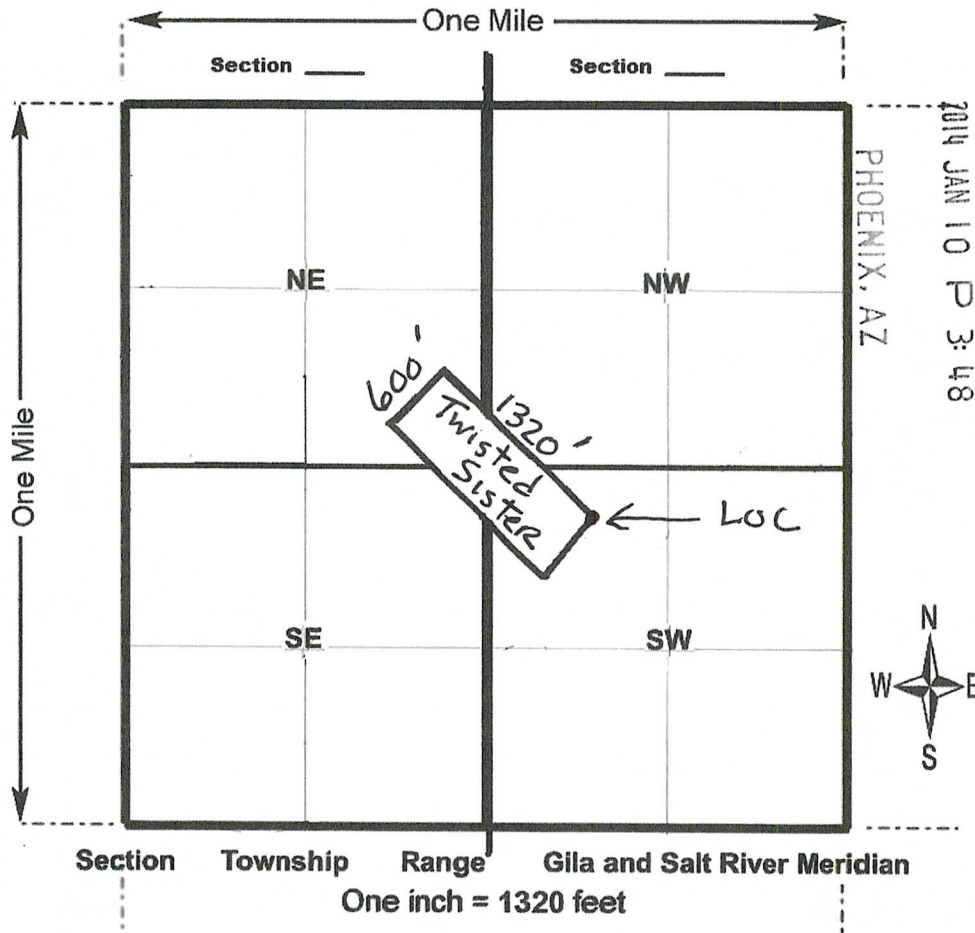 One Mile
Section ____ Section ____
2014 JAN 10 P 3:48
PHOENIX, AZ
One Mile
NE NW
600'
1320'
Twisted
Sister
LOC
SE SW
N
W E
S
Section Township Range Gila and Salt River Meridian
One inch = 1320 feet